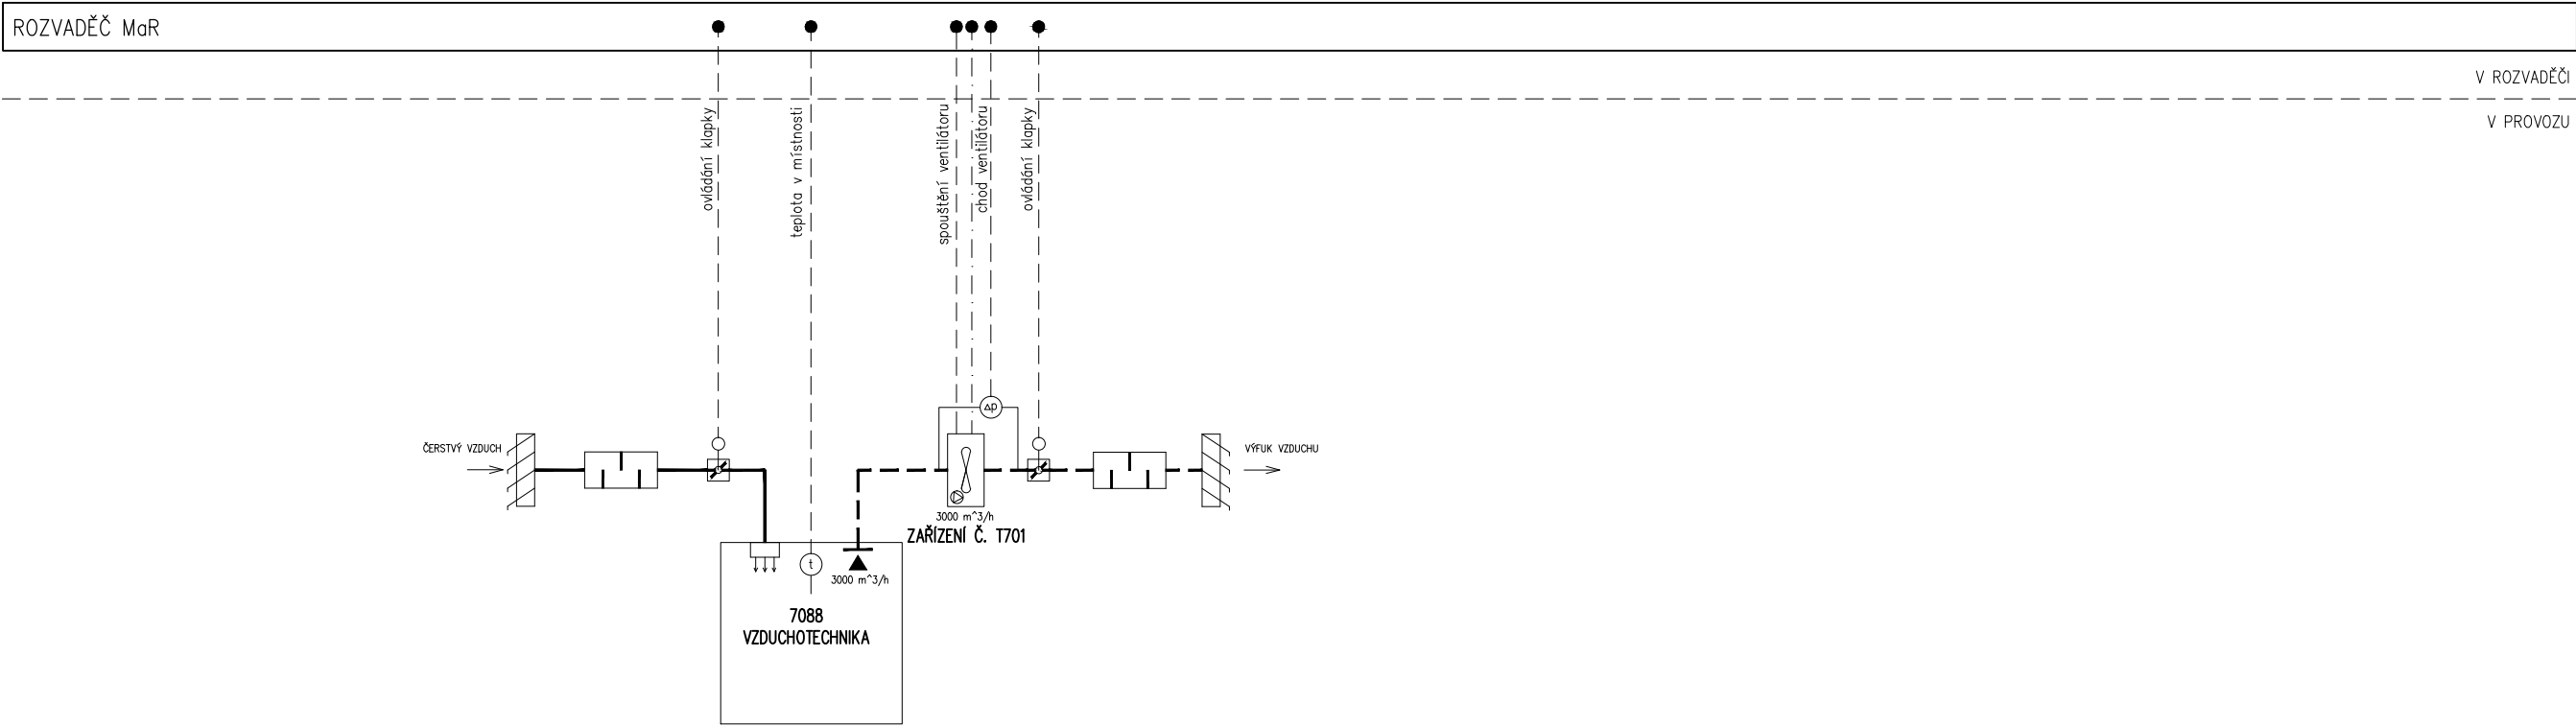 ROZVADĚČ MaR
V ROZVADĚČI
V PROVOZU
ovládání klapky
teplota v místnosti
spouštění ventilátoru
chod ventilátoru
ovládání klapky
Δp
ČERSTVÝ VZDUCH
VÝFUK VZDUCHU
3000 m^3/h
ZAŘÍZENÍ Č. T701
t
3000 m^3/h
7088
VZDUCHOTECHNIKA